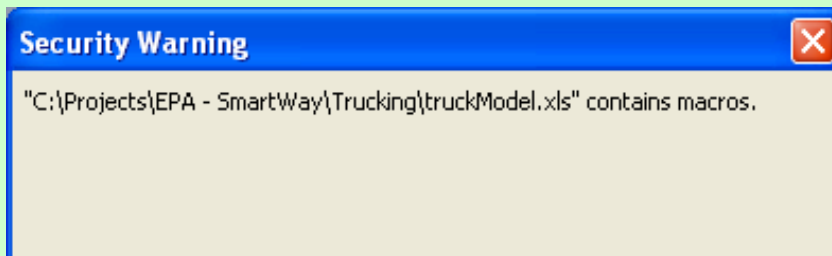 Security Warning
"C:\Projects\EPA - SmartWay\Trucking\truckModel.xls" contains macros.